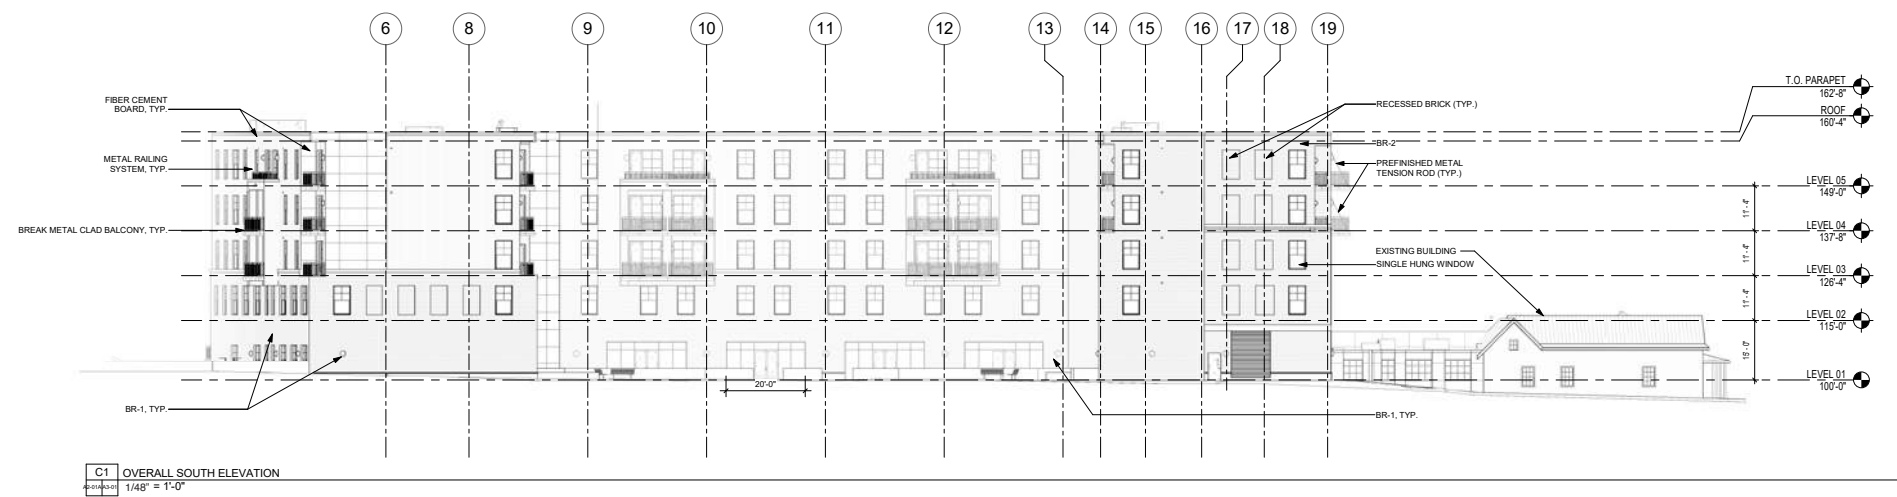 6 8 9 10 11 12 13 14 15 16 17 18 19
T.O. PARAPET
162'-8"
ROOF
160'-4"
FIBER CEMENT
BOARD, TYP.
RECESSED BRICK (TYP.)
BR-2
METAL RAILING
SYSTEM, TYP.
PREFINISHED METAL
TENSION ROD (TYP.)
LEVEL 05
149'-0"
11'-4"
BREAK METAL CLAD BALCONY, TYP.
LEVEL 04
137'-8"
11'-4"
EXISTING BUILDING
SINGLE HUNG WINDOW
LEVEL 03
126'-4"
11'-4"
LEVEL 02
115'-0"
15'-0"
LEVEL 01
100'-0"
20'-0"
BR-1, TYP.
BR-1, TYP.
C1 OVERALL SOUTH ELEVATION
1/48" = 1'-0"